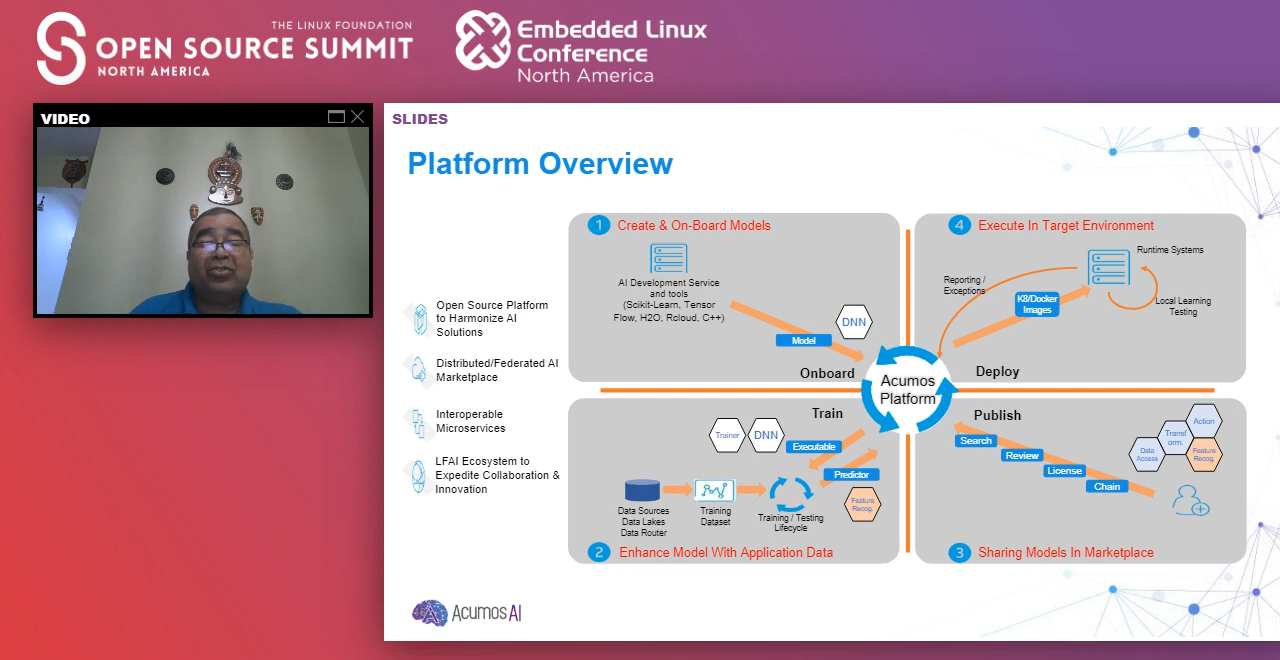 THE LINUX FOUNDATION
OPEN SOURCE SUMMIT
NORTH AMERICA
Embedded Linux
Conference
North America
VIDEO
SLIDES
Platform Overview
Open Source Platform
to Harmonize AI
Solutions
Distributed/Federated AI
Marketplace
Interoperable
Microservices
LFAI Ecosystem to
Expedite Collaboration &
Innovation
1 Create & On-Board Models
AI Development Service
and tools
(Scikit-Learn, Tensor
Flow, H2O, Rcloud, C++)
Model
DNN
Onboard
4 Execute In Target Environment
Runtime Systems
Reporting /
Exceptions
K8/Docker
Images
Local Learning
Testing
Deploy
Acumos
Platform
Train
Trainer
DNN
Executable
Predictor
Data Sources
Data Lakes
Data Router
Training
Dataset
Training / Testing
Lifecycle
Feature
Recog.
2 Enhance Model With Application Data
Publish
Search
Review
License
Chain
Action
Transf
orm.
Data
Access
Feature
Recog.
3 Sharing Models In Marketplace
Acumos AI